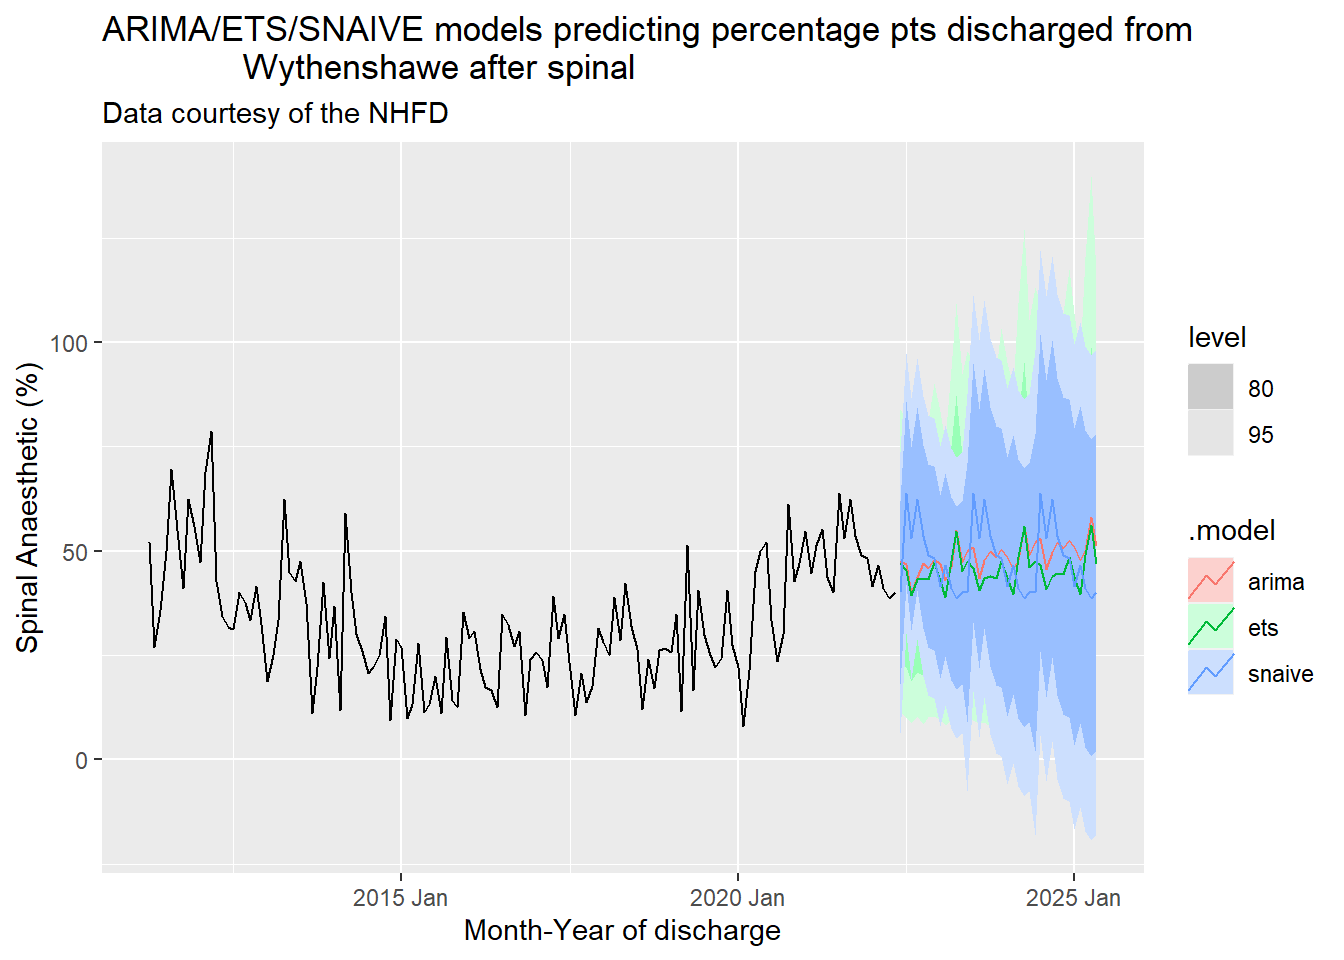 ARIMA/ETS/SNAIVE models predicting percentage pts discharged from
Wythenshawe after spinal
Data courtesy of the NHFD
Spinal Anaesthetic (%)
100
50
0
2015 Jan
2020 Jan
2025 Jan
Month-Year of discharge
level
80
95
.model
arima
ets
snaive